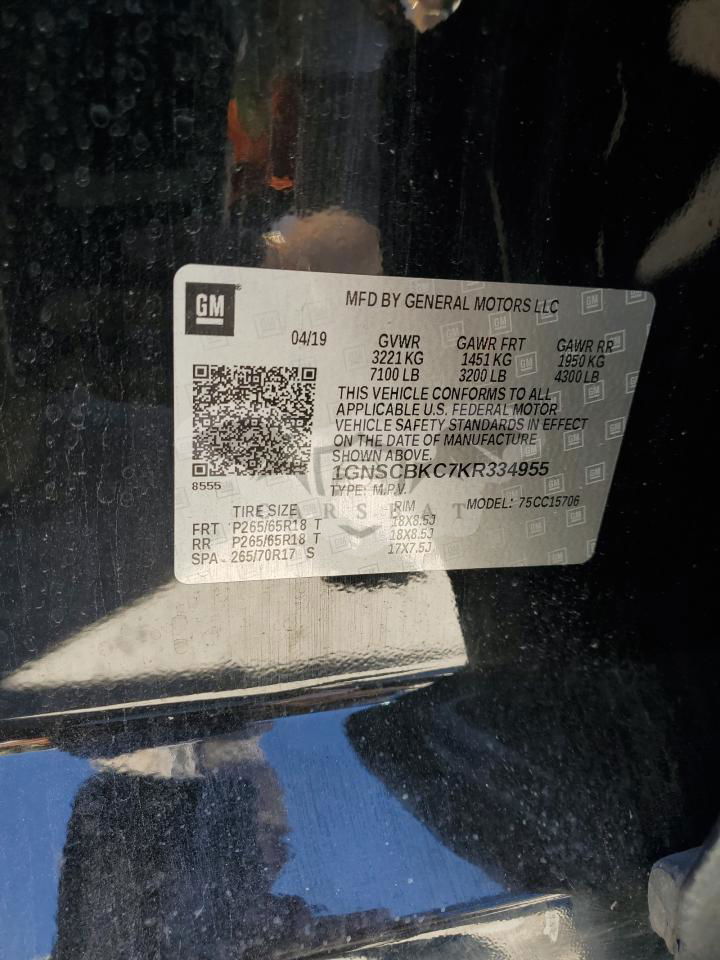 GM
MFD BY GENERAL MOTORS LLC
04/19 GVWR GAWR FRT GAWR RR
3221 KG 1451 KG 1950 KG
7100 LB 3200 LB 4300 LB
THIS VEHICLE CONFORMS TO ALL
APPLICABLE U.S. FEDERAL MOTOR
VEHICLE SAFETY STANDARDS IN EFFECT
ON THE DATE OF MANUFACTURE
SHOWN ABOVE.
8555
1GNSCBKC7KR334955
TYPE: M.P.V. MODEL: 75CC15706
TIRE SIZE RIM
FRT P265/65R18 T 18X8.5J
RR P265/65R18 T 18X8.5J
SPA 265/70R17 S 17X7.5J